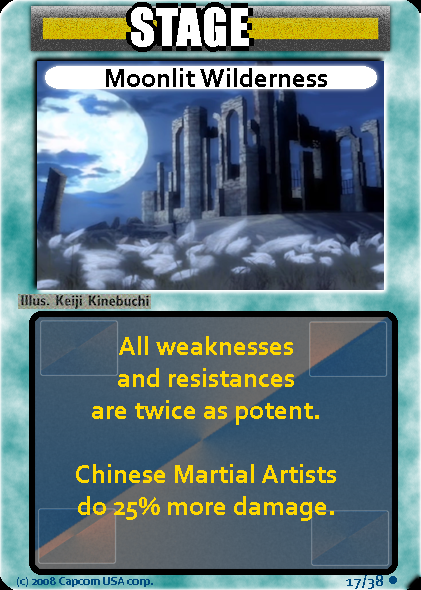 STAGE
Moonlit Wilderness
Illus. Keiji Kinebuchi
All weaknesses
and resistances
are twice as potent.
Chinese Martial Artists
do 25% more damage.
(c) 2008 Capcom USA corp.
17/38 ●